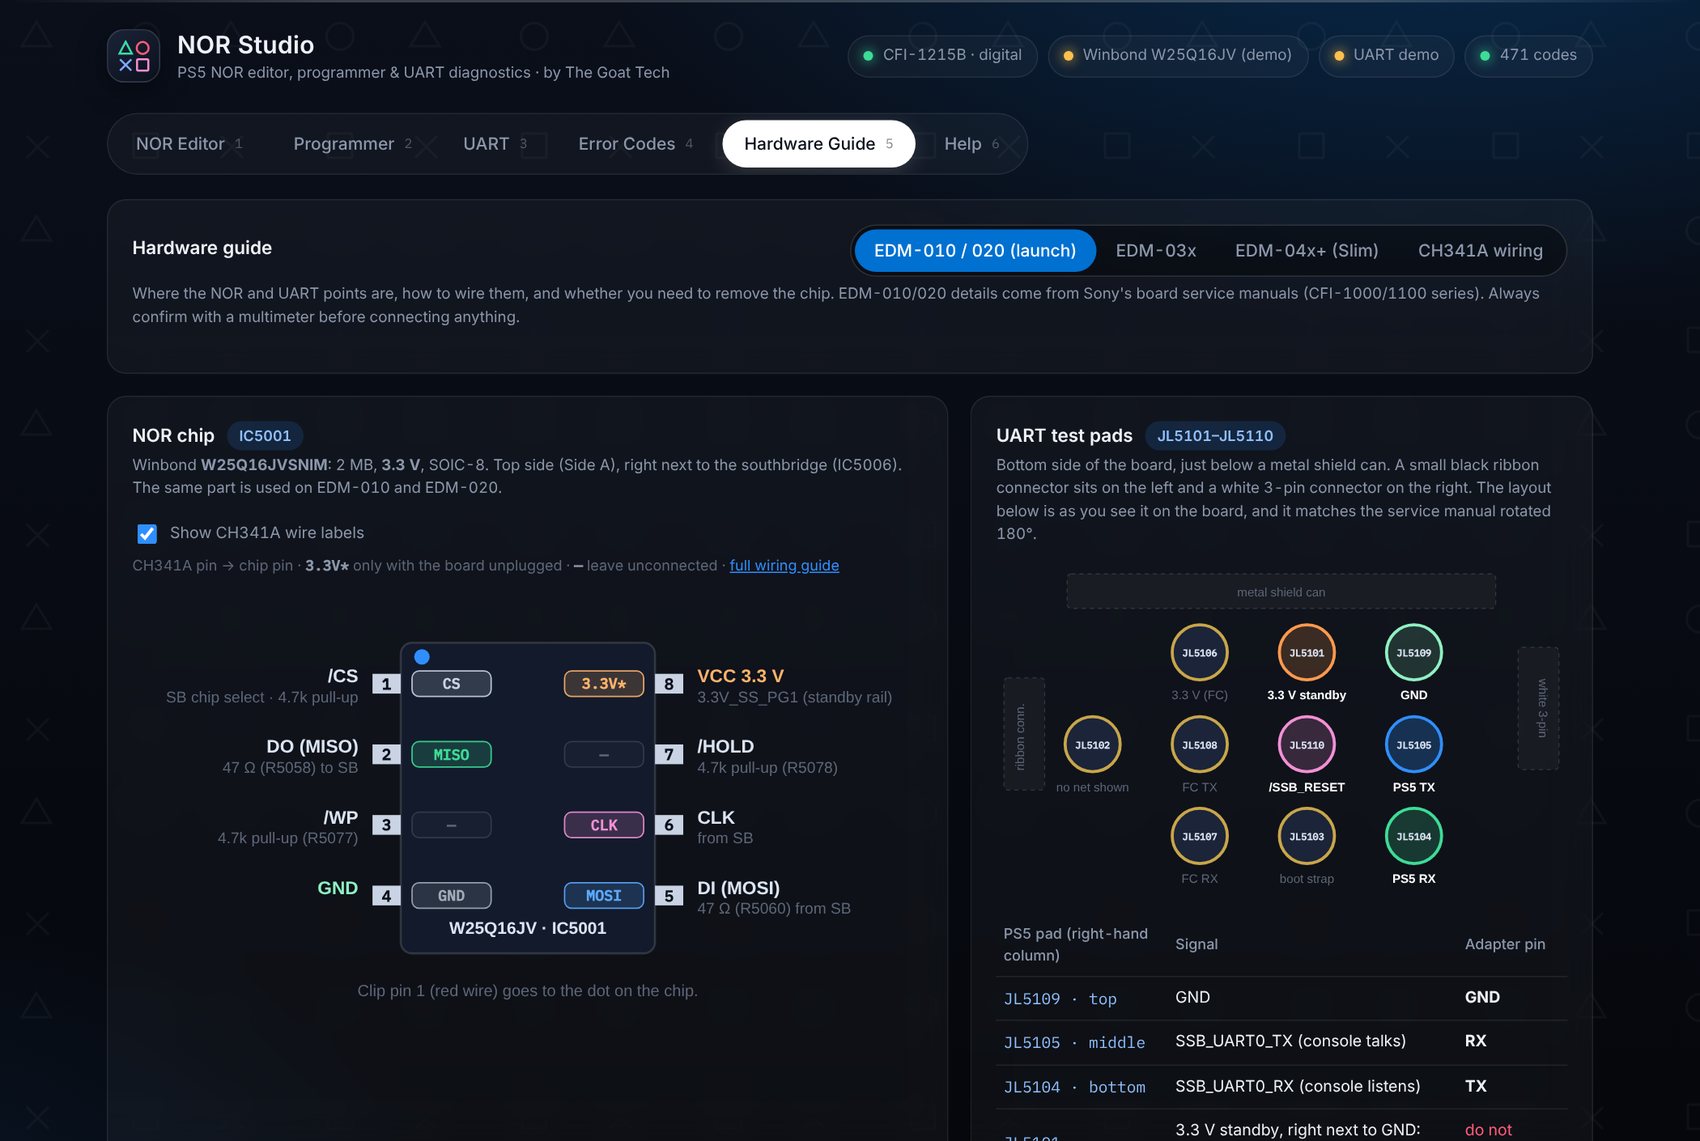 NOR Studio
PS5 NOR editor, programmer & UART diagnostics · by The Goat Tech
CFI-1215B · digital
Winbond W25Q16JV (demo)
UART demo
471 codes
NOR Editor 1
Programmer 2
UART 3
Error Codes 4
Hardware Guide 5
Help 6
Hardware guide
EDM-010 / 020 (launch)
EDM-03x
EDM-04x+ (Slim)
CH341A wiring
Where the NOR and UART points are, how to wire them, and whether you need to remove the chip. EDM-010/020 details come from Sony's board service manuals (CFI-1000/1100 series). Always
confirm with a multimeter before connecting anything.
NOR chip IC5001
Winbond W25Q16JVSNIM: 2 MB, 3.3 V, SOIC-8. Top side (Side A), right next to the southbridge (IC5006).
The same part is used on EDM-010 and EDM-020.
Show CH341A wire labels
CH341A pin → chip pin · 3.3V* only with the board unplugged · — leave unconnected · full wiring guide
/CS
SB chip select · 4.7k pull-up
1
CS
3.3V*
8
VCC 3.3 V
3.3V_SS_PG1 (standby rail)
DO (MISO)
47 Ω (R5058) to SB
2
MISO
—
7
/HOLD
4.7k pull-up (R5078)
/WP
4.7k pull-up (R5077)
3
—
CLK
6
CLK
from SB
GND
4
GND
MOSI
5
DI (MOSI)
47 Ω (R5060) from SB
W25Q16JV · IC5001
Clip pin 1 (red wire) goes to the dot on the chip.
UART test pads JL5101–JL5110
Bottom side of the board, just below a metal shield can. A small black ribbon
connector sits on the left and a white 3-pin connector on the right. The layout
below is as you see it on the board, and it matches the service manual rotated
180°.
metal shield can
JL5106
JL5101
JL5109
3.3 V (FC)
3.3 V standby
GND
ribbon conn.
white 3-pin
JL5102
JL5108
JL5110
JL5105
no net shown
FC TX
/SSB_RESET
PS5 TX
JL5107
JL5103
JL5104
FC RX
boot strap
PS5 RX
PS5 pad (right-hand
column)
Signal
Adapter pin
JL5109 · top
GND
GND
JL5105 · middle
SSB_UART0_TX (console talks)
RX
JL5104 · bottom
SSB_UART0_RX (console listens)
TX
JL5101
3.3 V standby, right next to GND:
do not